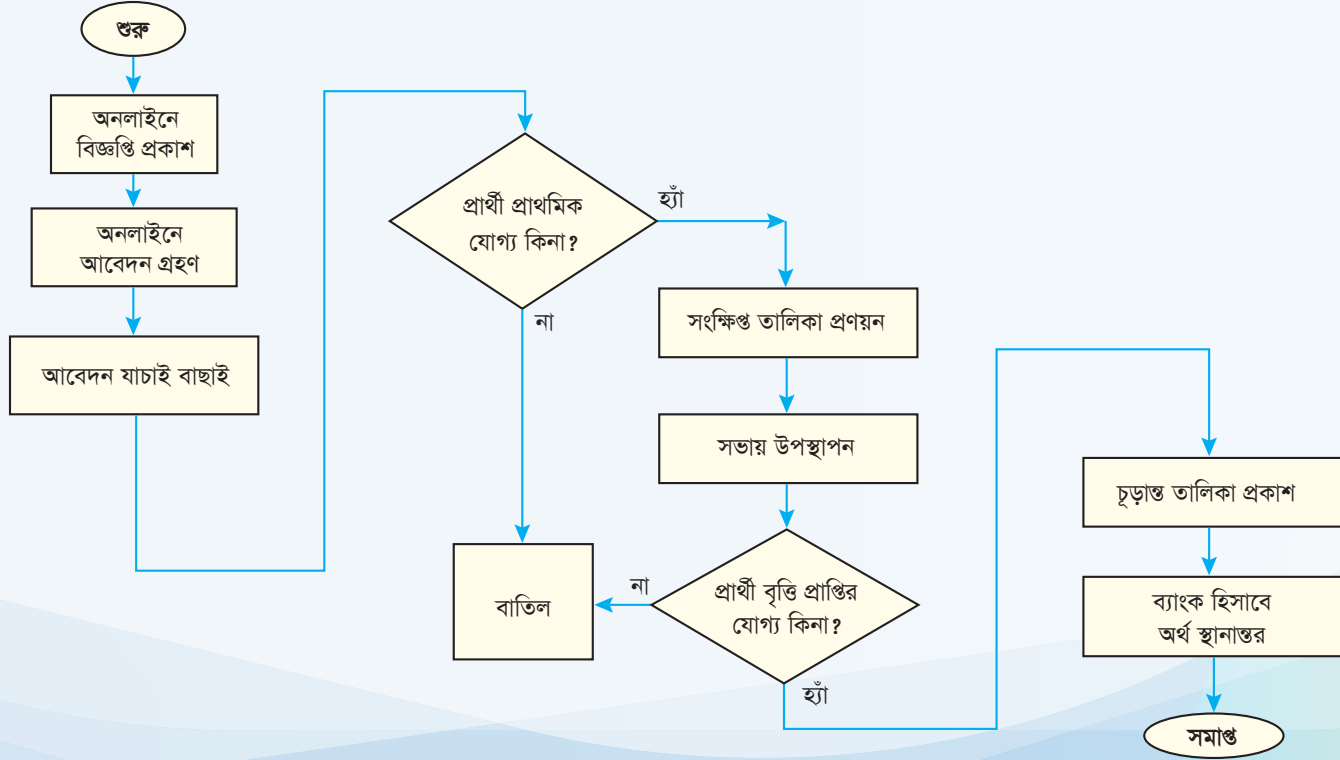 শুরু
অনলাইনে
বিজ্ঞপ্তি প্রকাশ
অনলাইনে
আবেদন গ্রহণ
আবেদন যাচাই বাছাই
প্রার্থী প্রাথমিক
যোগ্য কিনা?
হ্যাঁ
না
সংক্ষিপ্ত তালিকা প্রণয়ন
সভায় উপস্থাপন
প্রার্থী বৃত্তি প্রাপ্তির
যোগ্য কিনা?
না
বাতিল
হ্যাঁ
চূড়ান্ত তালিকা প্রকাশ
ব্যাংক হিসাবে
অর্থ স্থানান্তর
সমাপ্ত